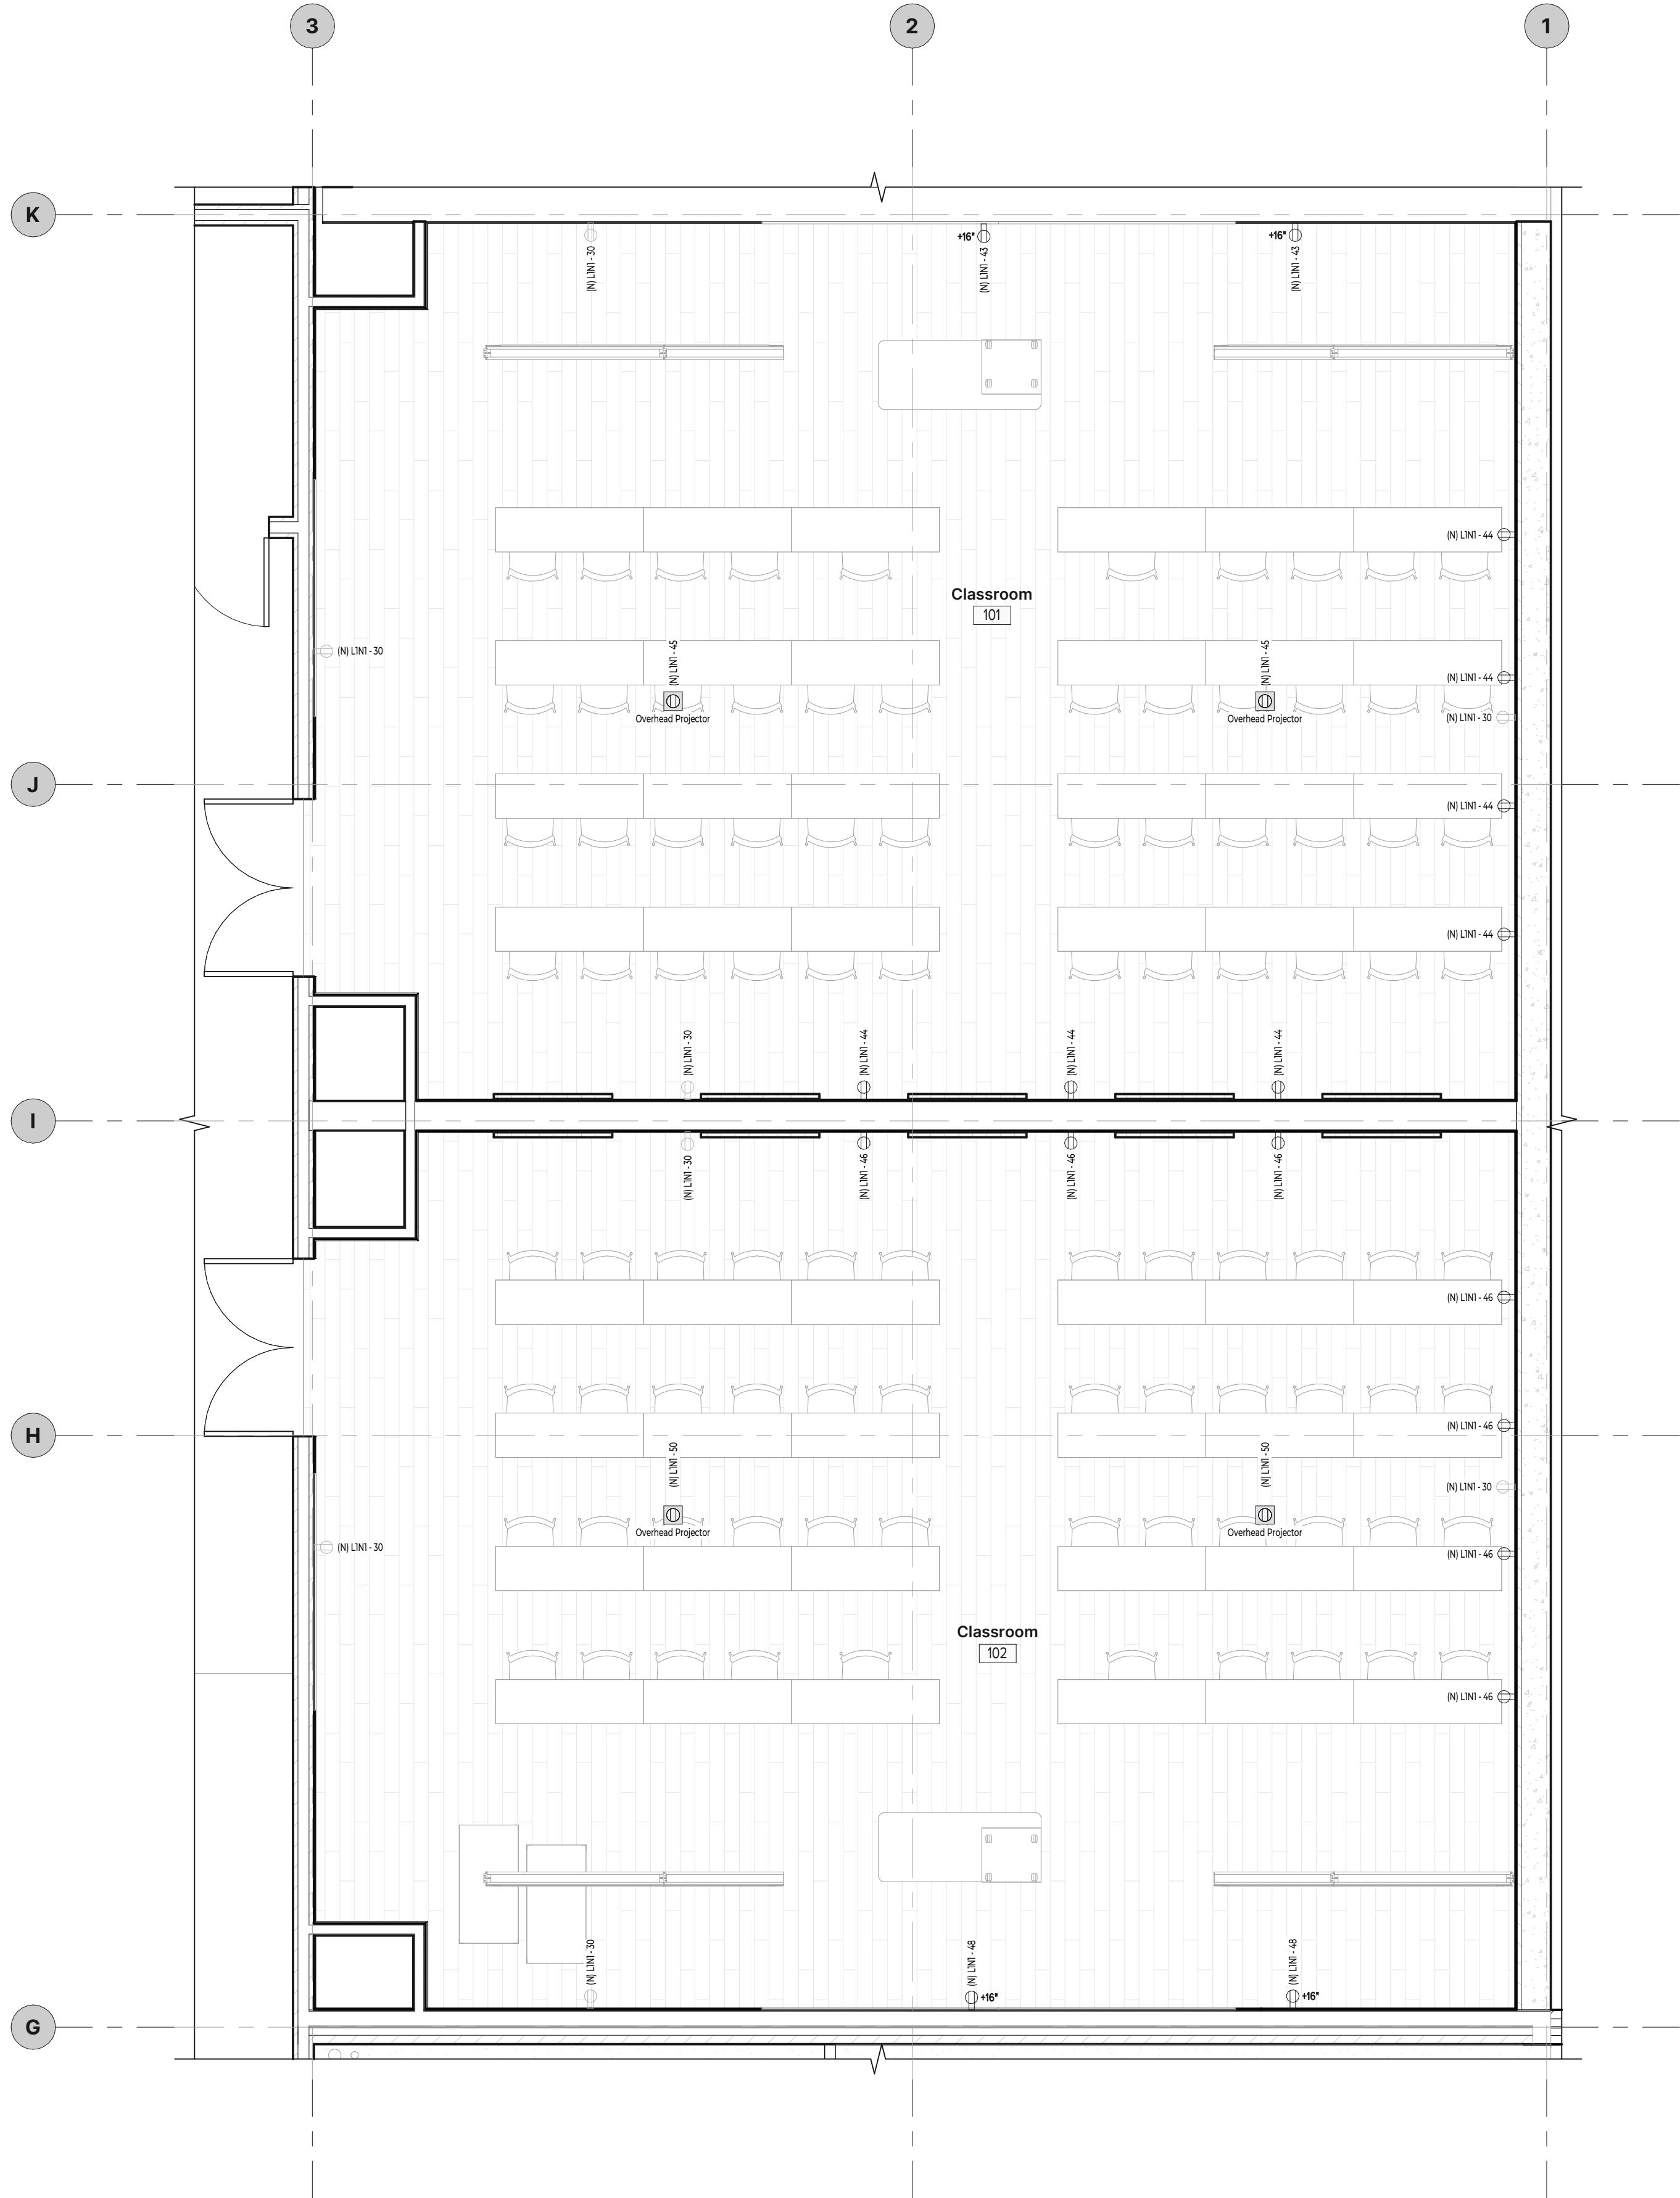 3
2
1
K
+16"
+16"
(N) L1N1 - 30
(N) L1N1 - 43
(N) L1N1 - 43
(N) L1N1 - 44
Classroom
101
(N) L1N1 - 30
(N) L1N1 - 45
(N) L1N1 - 45
(N) L1N1 - 44
Overhead Projector
Overhead Projector
(N) L1N1 - 30
J
(N) L1N1 - 44
(N) L1N1 - 44
(N) L1N1 - 30
(N) L1N1 - 44
(N) L1N1 - 44
(N) L1N1 - 44
I
(N) L1N1 - 30
(N) L1N1 - 46
(N) L1N1 - 46
(N) L1N1 - 46
(N) L1N1 - 46
(N) L1N1 - 46
H
(N) L1N1 - 50
(N) L1N1 - 50
(N) L1N1 - 30
Overhead Projector
Overhead Projector
(N) L1N1 - 30
(N) L1N1 - 46
Classroom
102
(N) L1N1 - 46
(N) L1N1 - 30
(N) L1N1 - 48
(N) L1N1 - 48
+16"
+16"
G